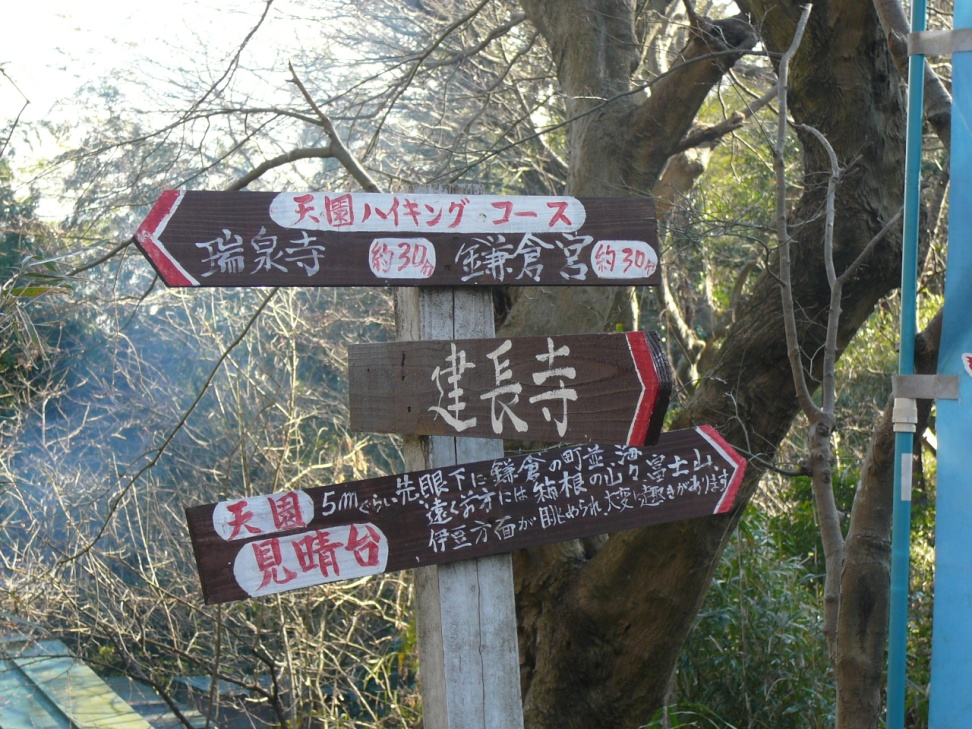 天園ハイキング コース
瑞泉寺 約30分 鎌倉宮 約30分
建長寺
天園
見晴台
5mぐらい先眼下に鎌倉の町並、海
遠く前方には箱根の山々、富士山
伊豆方面が眺められ、大変に趣きがあります